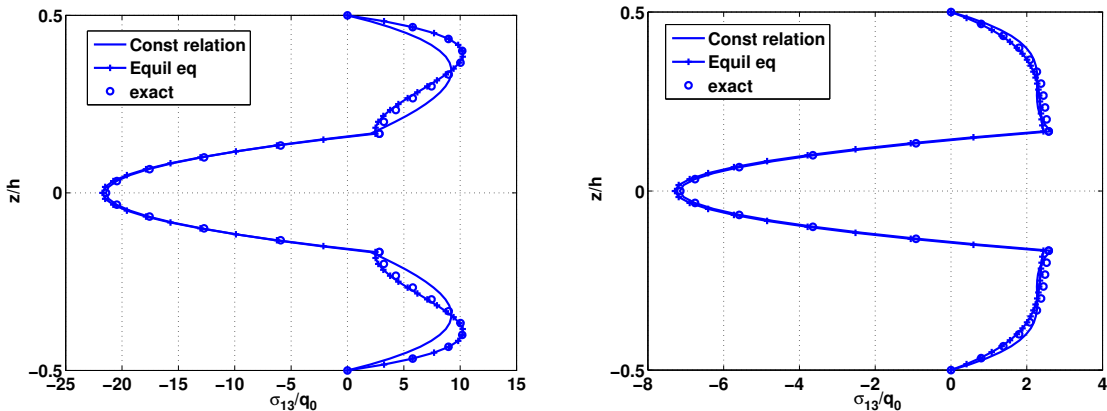 0.5
0
−0.5
z/h
Const relation
Equil eq
exact
−25 −20 −15 −10 −5 0 5 10 15
σ13/q0
0.5
0
−0.5
z/h
Const relation
Equil eq
exact
−8 −6 −4 −2 0 2 4
σ13/q0